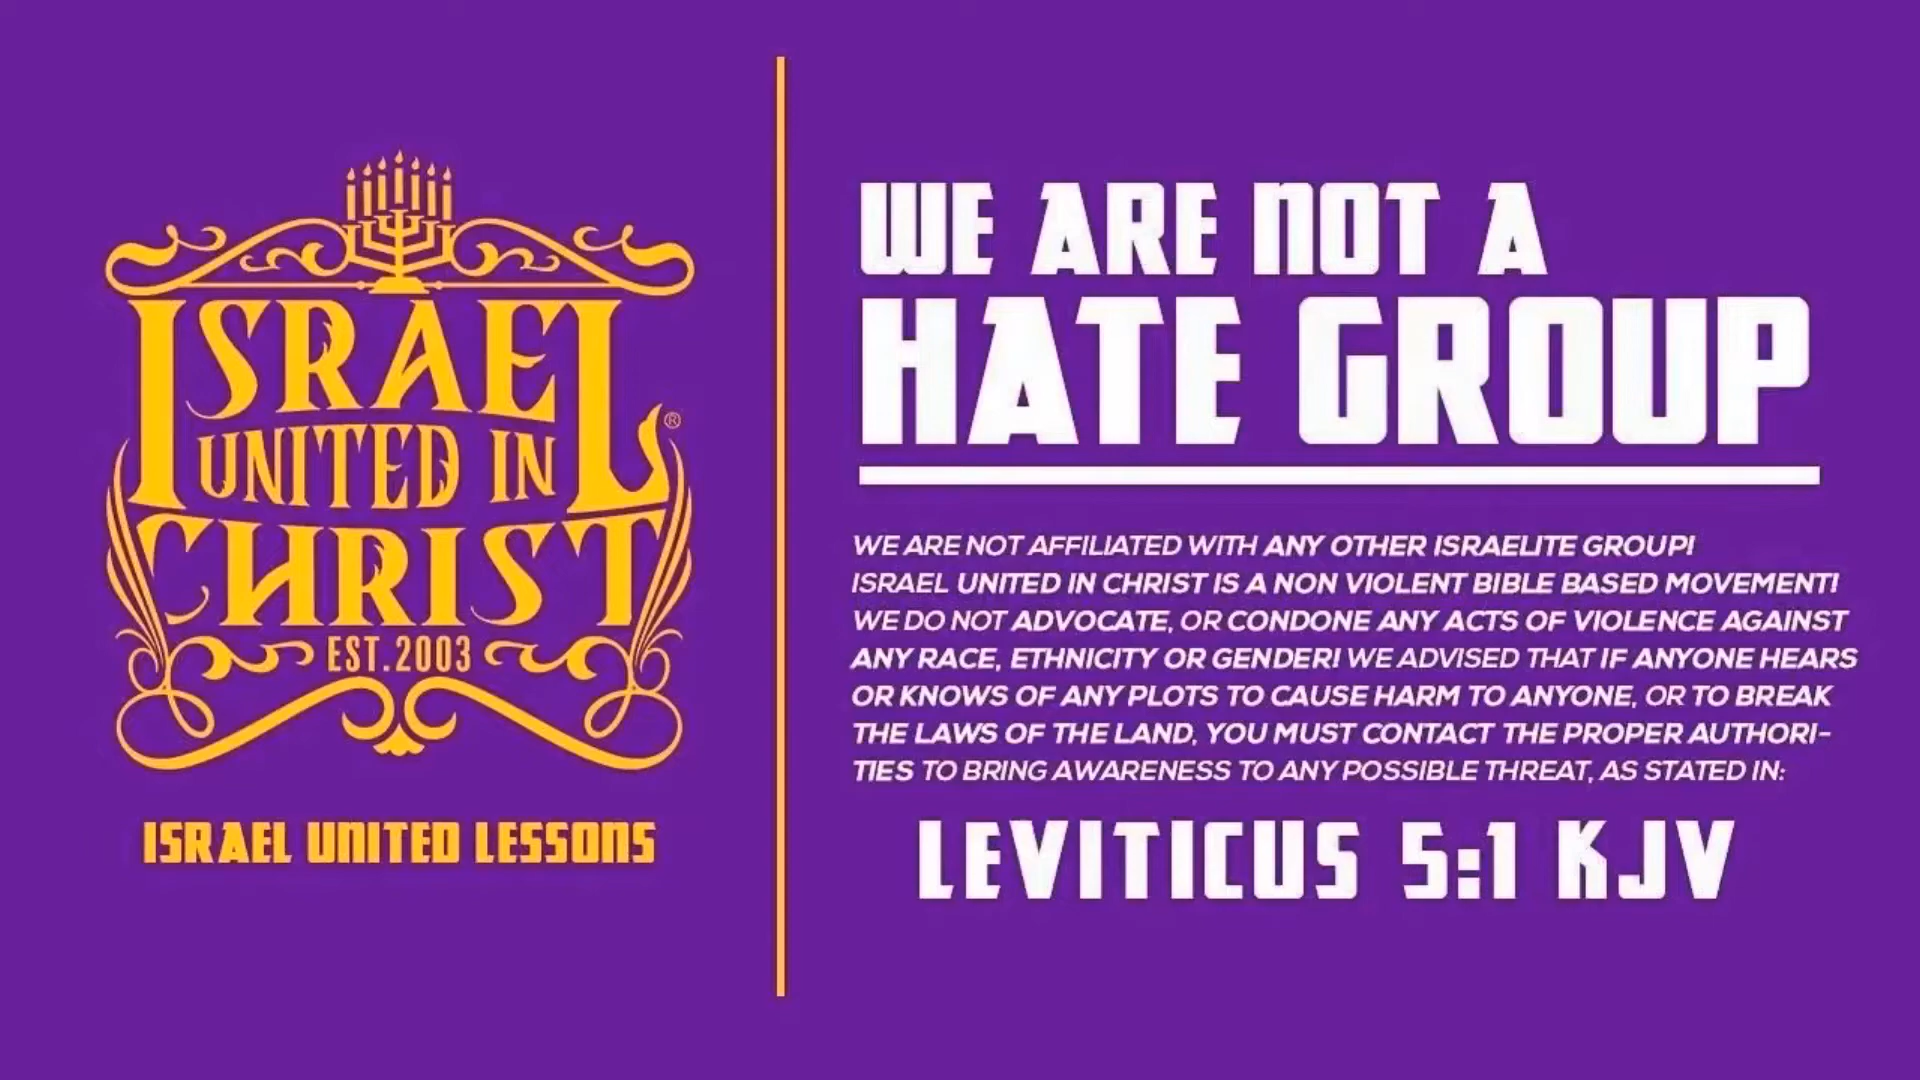 ISRAEL
UNITED IN
CHRIST
®
EST. 2003
ISRAEL UNITED LESSONS
WE ARE NOT A
HATE GROUP
WE ARE NOT AFFILIATED WITH ANY OTHER ISRAELITE GROUP!
ISRAEL UNITED IN CHRIST IS A NON VIOLENT BIBLE BASED MOVEMENT!
WE DO NOT ADVOCATE, OR CONDONE ANY ACTS OF VIOLENCE AGAINST
ANY RACE, ETHNICITY OR GENDER! WE ADVISED THAT IF ANYONE HEARS
OR KNOWS OF ANY PLOTS TO CAUSE HARM TO ANYONE, OR TO BREAK
THE LAWS OF THE LAND, YOU MUST CONTACT THE PROPER AUTHORI-
TIES TO BRING AWARENESS TO ANY POSSIBLE THREAT, AS STATED IN:
LEVITICUS 5:1 KJV